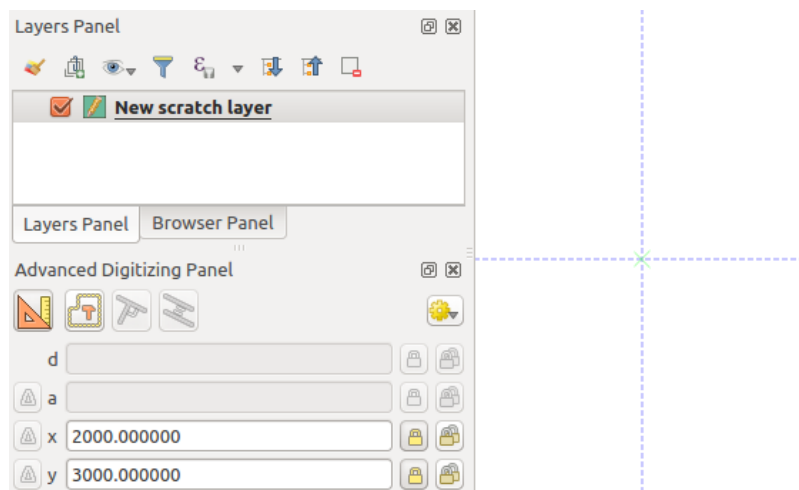 Layers Panel
New scratch layer
Layers Panel Browser Panel
Advanced Digitizing Panel
d
a
x 2000.000000
y 3000.000000